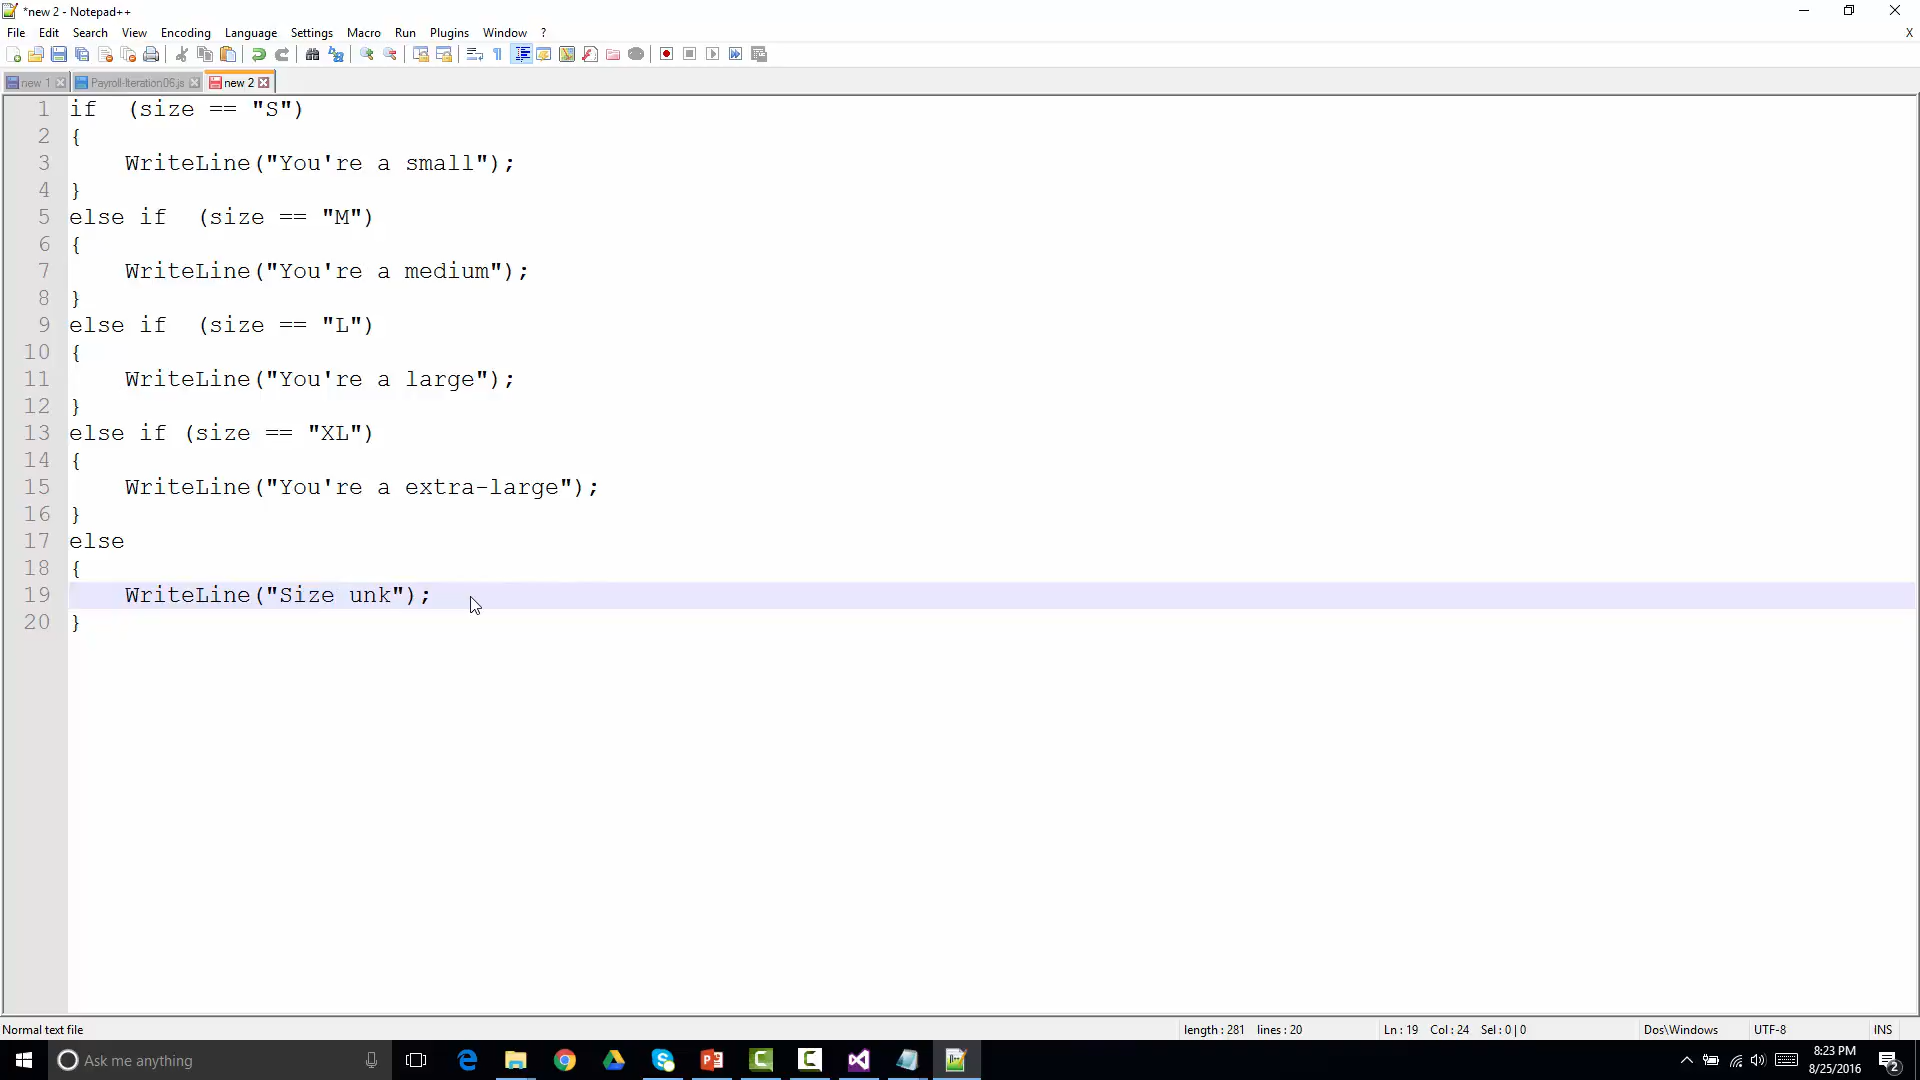 *new 2 - Notepad++
File Edit Search View Encoding Language Settings Macro Run Plugins Window ?
X
new 1 Payroll-Iteration06.js new 2
1 if  (size == "S")
2 {
3     WriteLine("You're a small");
4 }
5 else if  (size == "M")
6 {
7     WriteLine("You're a medium");
8 }
9 else if  (size == "L")
10 {
11     WriteLine("You're a large");
12 }
13 else if (size == "XL")
14 {
15     WriteLine("You're a extra-large");
16 }
17 else
18 {
19     WriteLine("Size unk");
20 }
Normal text file length : 281 lines : 20 Ln : 19 Col : 24 Sel : 0 | 0 Dos\Windows UTF-8 INS
Ask me anything
8:23 PM
8/25/2016
2